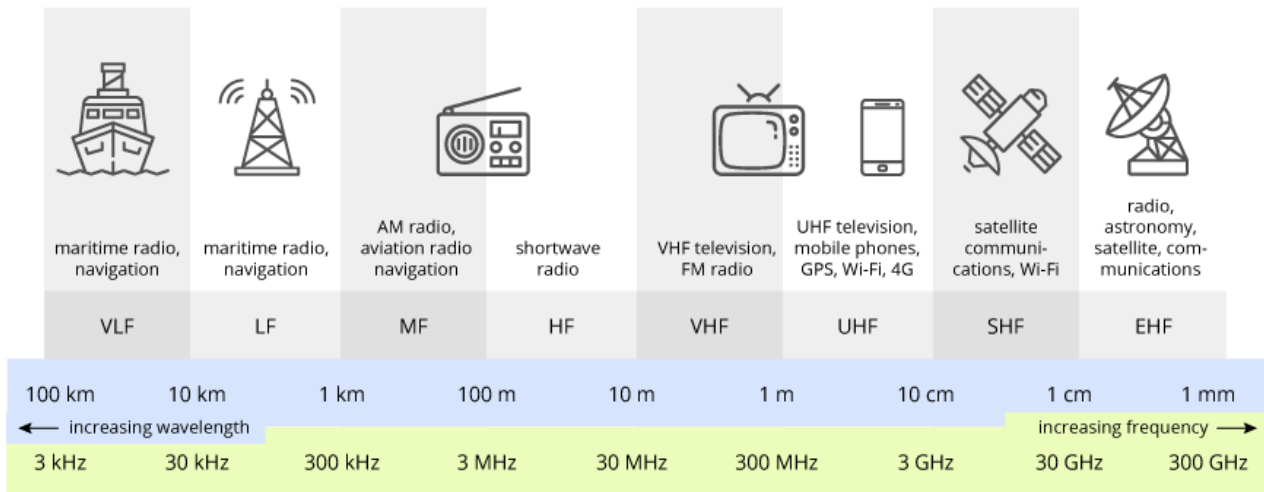 maritime radio,
navigation
maritime radio,
navigation
AM radio,
aviation radio
navigation
shortwave
radio
VHF television,
FM radio
UHF television,
mobile phones,
GPS, Wi-Fi, 4G
satellite
communi-
cations, Wi-Fi
radio,
astronomy,
satellite, com-
munications
VLF LF MF HF VHF UHF SHF EHF
100 km 10 km 1 km 100 m 10 m 1 m 10 cm 1 cm 1 mm
increasing wavelength increasing frequency
3 kHz 30 kHz 300 kHz 3 MHz 30 MHz 300 MHz 3 GHz 30 GHz 300 GHz